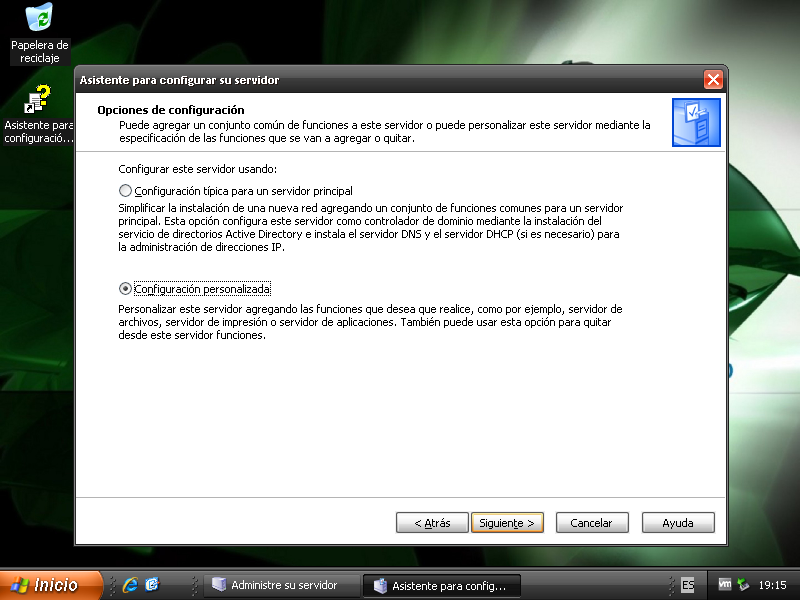 Papelera de
reciclaje
Asistente para
configuració...
Asistente para configurar su servidor
Opciones de configuración
Puede agregar un conjunto común de funciones a este servidor o puede personalizar este servidor mediante la
especificación de las funciones que se van a agregar o quitar.
Configurar este servidor usando:
Configuración típica para un servidor principal
Simplificar la instalación de una nueva red agregando un conjunto de funciones comunes para un servidor
principal. Esta opción configura este servidor como controlador de dominio mediante la instalación del
servicio de directorios Active Directory e instala el servidor DNS y el servidor DHCP (si es necesario) para
la administración de direcciones IP.
Configuración personalizada
Personalizar este servidor agregando las funciones que desea que realice, como por ejemplo, servidor de
archivos, servidor de impresión o servidor de aplicaciones. También puede usar esta opción para quitar
desde este servidor funciones.
< Atrás
Siguiente >
Cancelar
Ayuda
Inicio
Administre su servidor
Asistente para config...
ES
vm
19:15